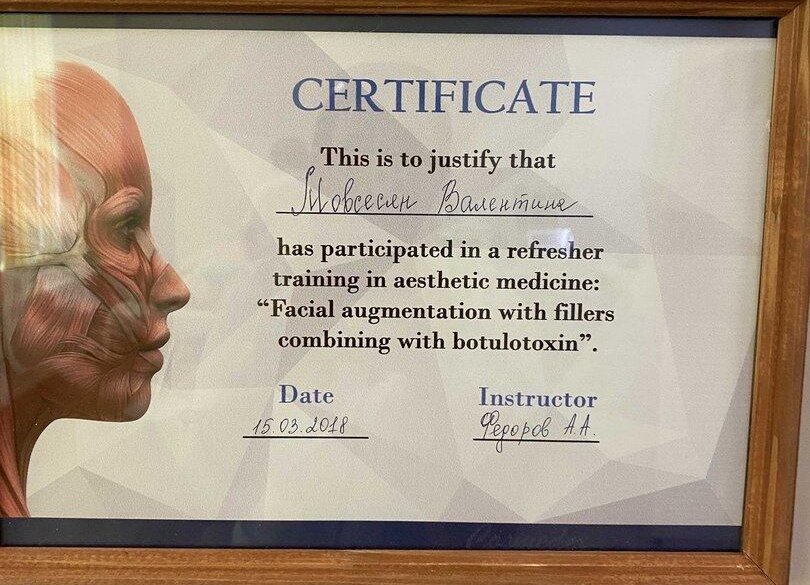 CERTIFICATE
This is to justify that
Мовсесян Валентине
has participated in a refresher
training in aesthetic medicine:
“Facial augmentation with fillers
combining with botulotoxin”.
Date
Instructor
15.03.2018
Федоров А.А.